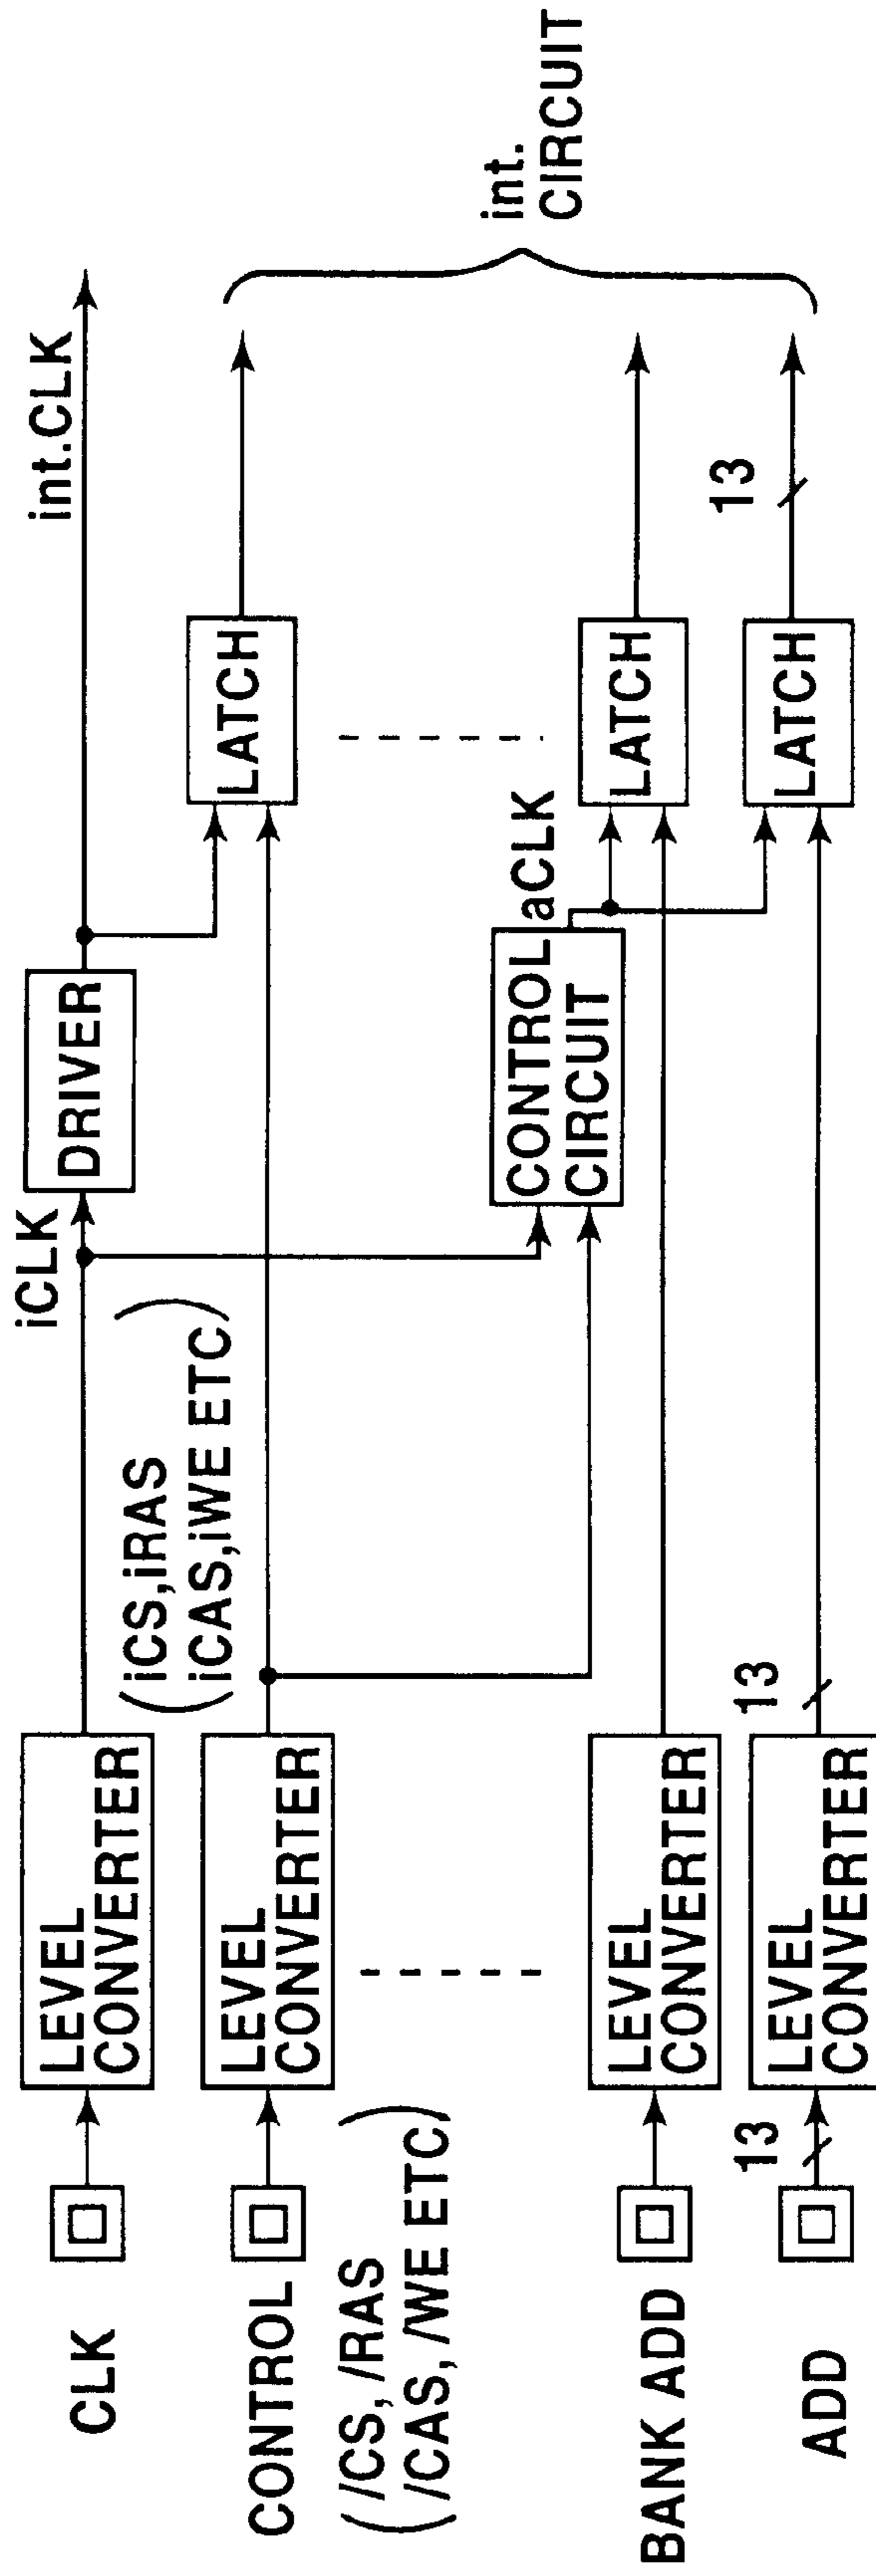 CLK
LEVEL
CONVERTER
iCLK
DRIVER
int.CLK
CONTROL
(/CS, /RAS
/CAS, /WE ETC)
LEVEL
CONVERTER
(iCS,iRAS
iCAS,iWE ETC)
LATCH
int.
CIRCUIT
CONTROL
CIRCUIT
aCLK
BANK ADD
LEVEL
CONVERTER
LATCH
ADD
13
LEVEL
CONVERTER
13
LATCH
13